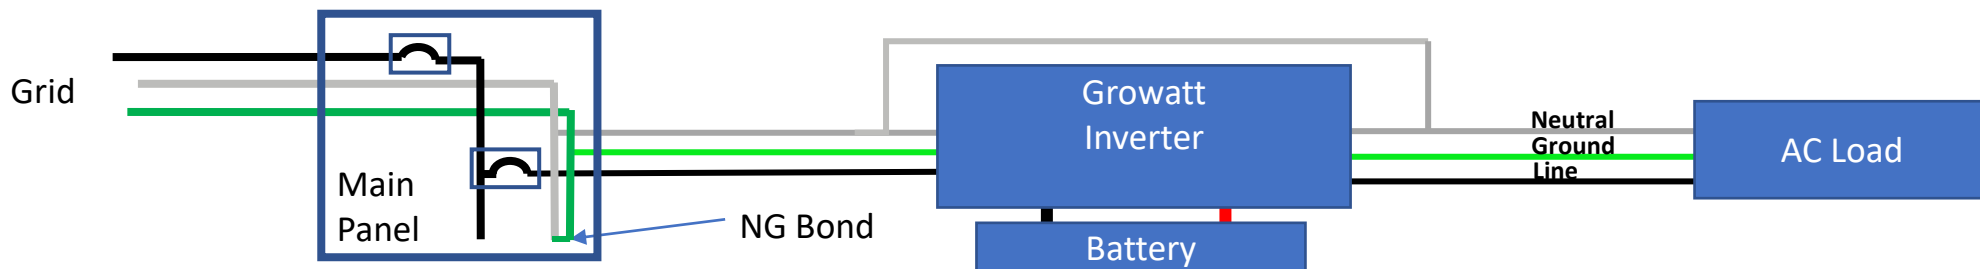 Grid
Main
Panel
NG Bond
Growatt
Inverter
Battery
Neutral
Ground
Line
AC Load